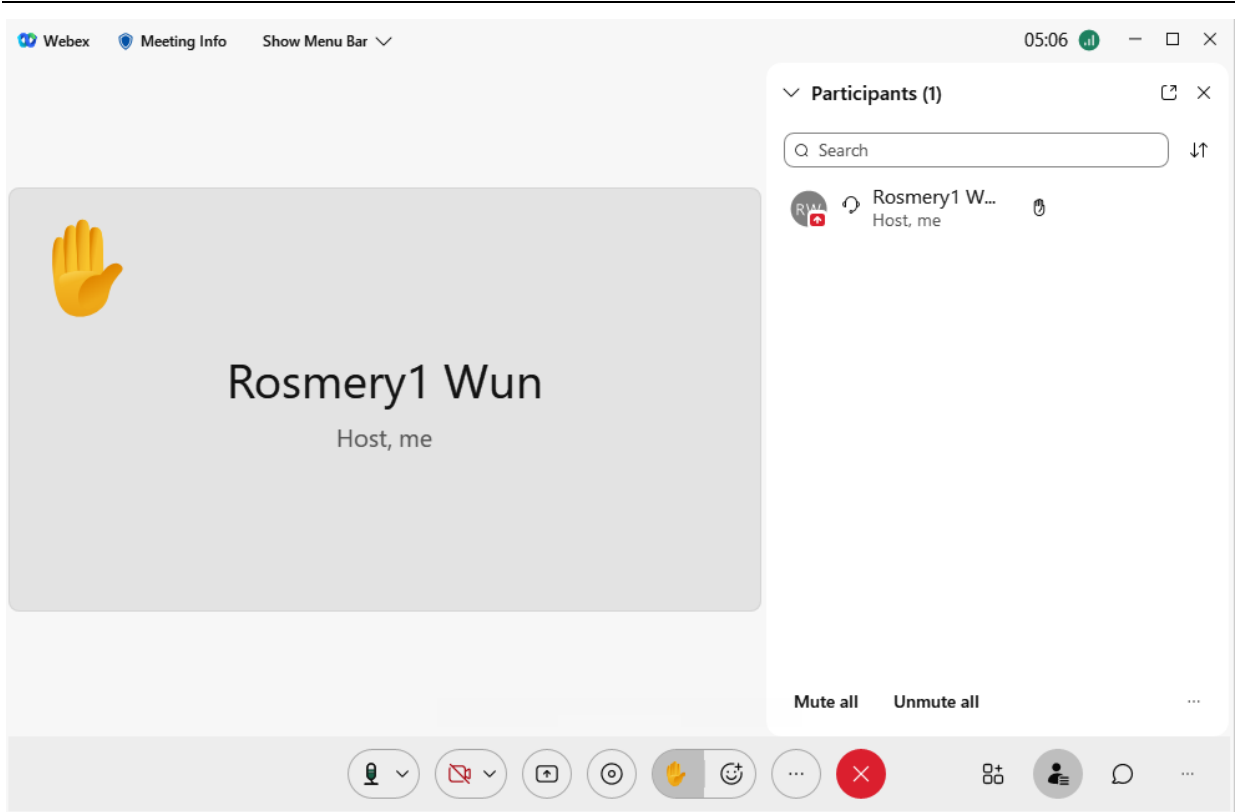 Webex Meeting Info Show Menu Bar 05:06
Participants (1)
Search
RW Rosmery1 W...
Host, me
Rosmery1 Wun
Host, me
Mute all Unmute all